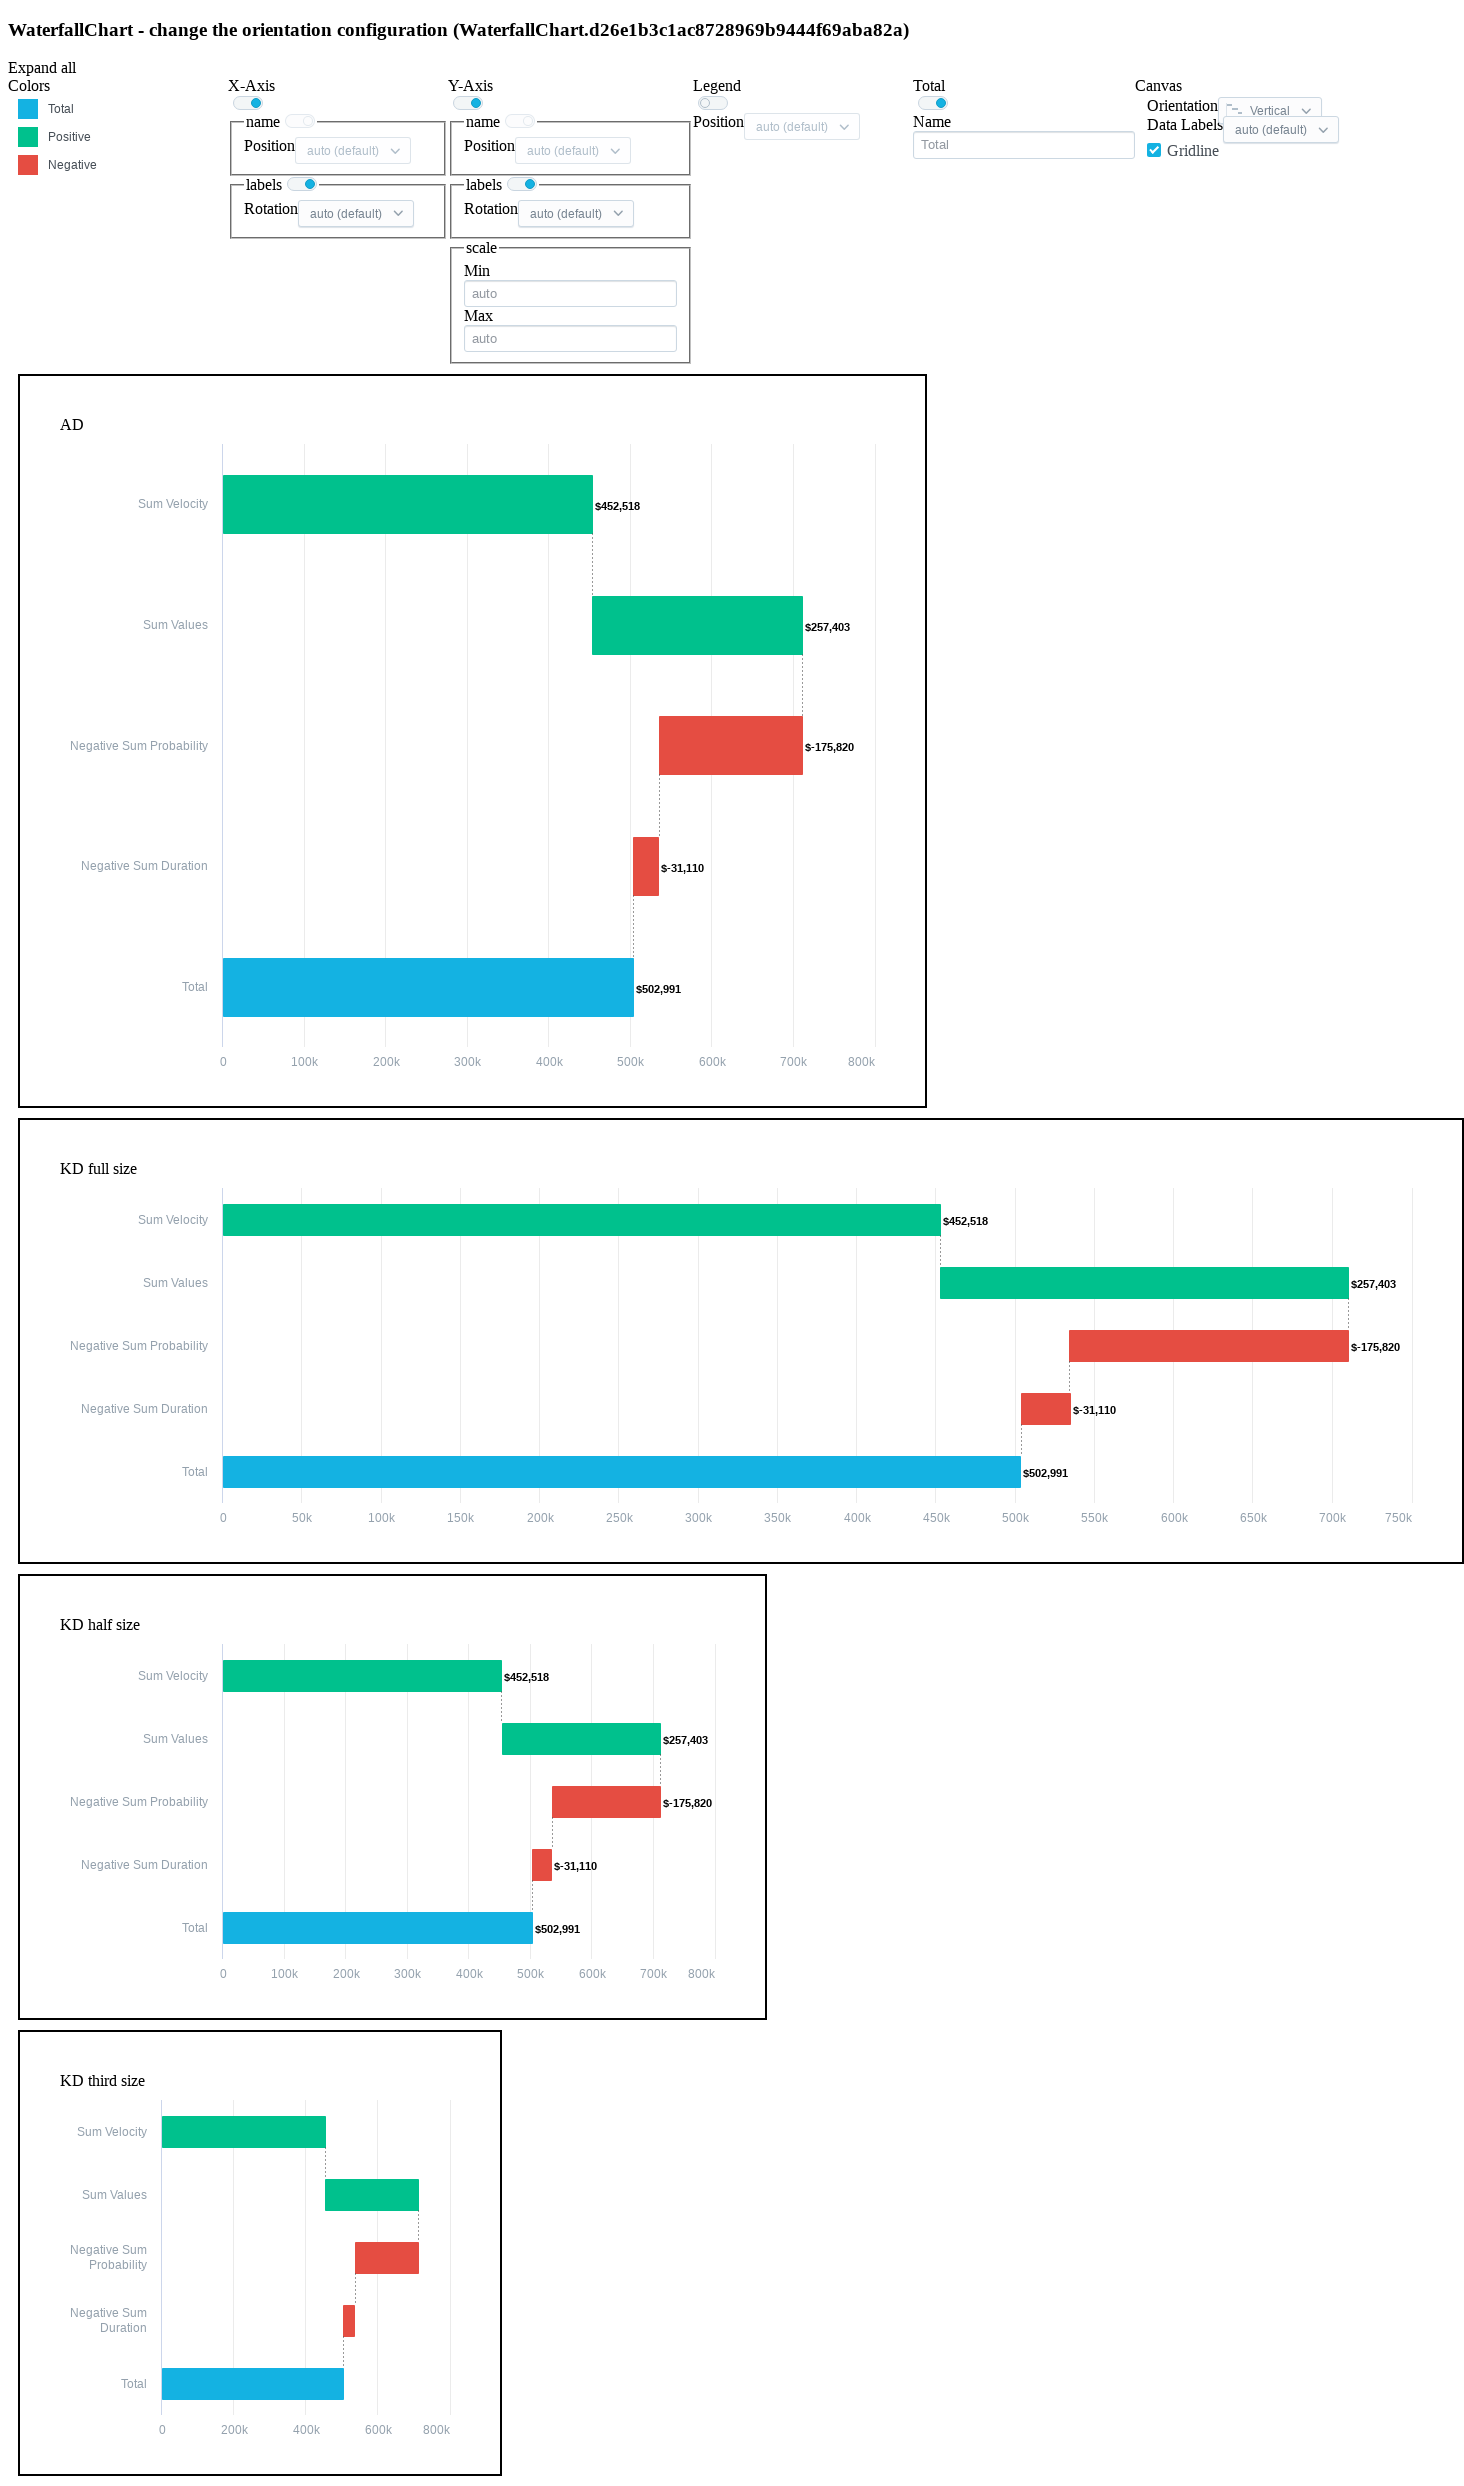 WaterfallChart - change the orientation configuration (WaterfallChart.d26e1b3c1ac8728969b9444f69aba82a)
Expand all
Colors
Total
Positive
Negative
X-Axis
name
Position auto (default)
labels
Rotation auto (default)
Y-Axis
name
Position auto (default)
labels
Rotation auto (default)
scale
Min
auto
Max
auto
Legend
Position auto (default)
Total
Name
Total
Canvas
Orientation Vertical
Data Labels auto (default)
Gridline
AD
Sum Velocity
$452,518
Sum Values
$257,403
Negative Sum Probability
$-175,820
Negative Sum Duration
$-31,110
Total
$502,991
0 100k 200k 300k 400k 500k 600k 700k 800k
KD full size
Sum Velocity
$452,518
Sum Values
$257,403
Negative Sum Probability
$-175,820
Negative Sum Duration
$-31,110
Total
$502,991
0 50k 100k 150k 200k 250k 300k 350k 400k 450k 500k 550k 600k 650k 700k 750k
KD half size
Sum Velocity
$452,518
Sum Values
$257,403
Negative Sum Probability
$-175,820
Negative Sum Duration
$-31,110
Total
$502,991
0 100k 200k 300k 400k 500k 600k 700k 800k
KD third size
Sum Velocity
Sum Values
Negative Sum
Probability
Negative Sum
Duration
Total
0 200k 400k 600k 800k